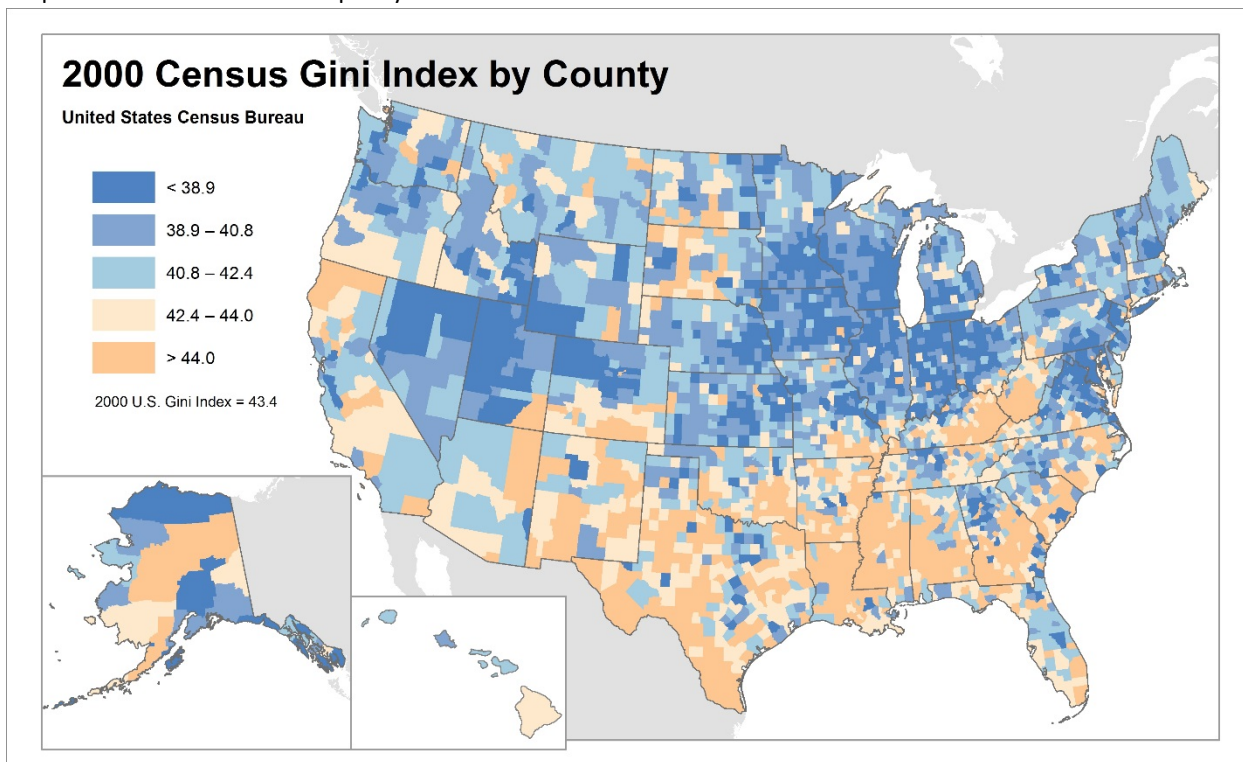 2000 Census Gini Index by County
United States Census Bureau
< 38.9
38.9 – 40.8
40.8 – 42.4
42.4 – 44.0
> 44.0
2000 U.S. Gini Index = 43.4